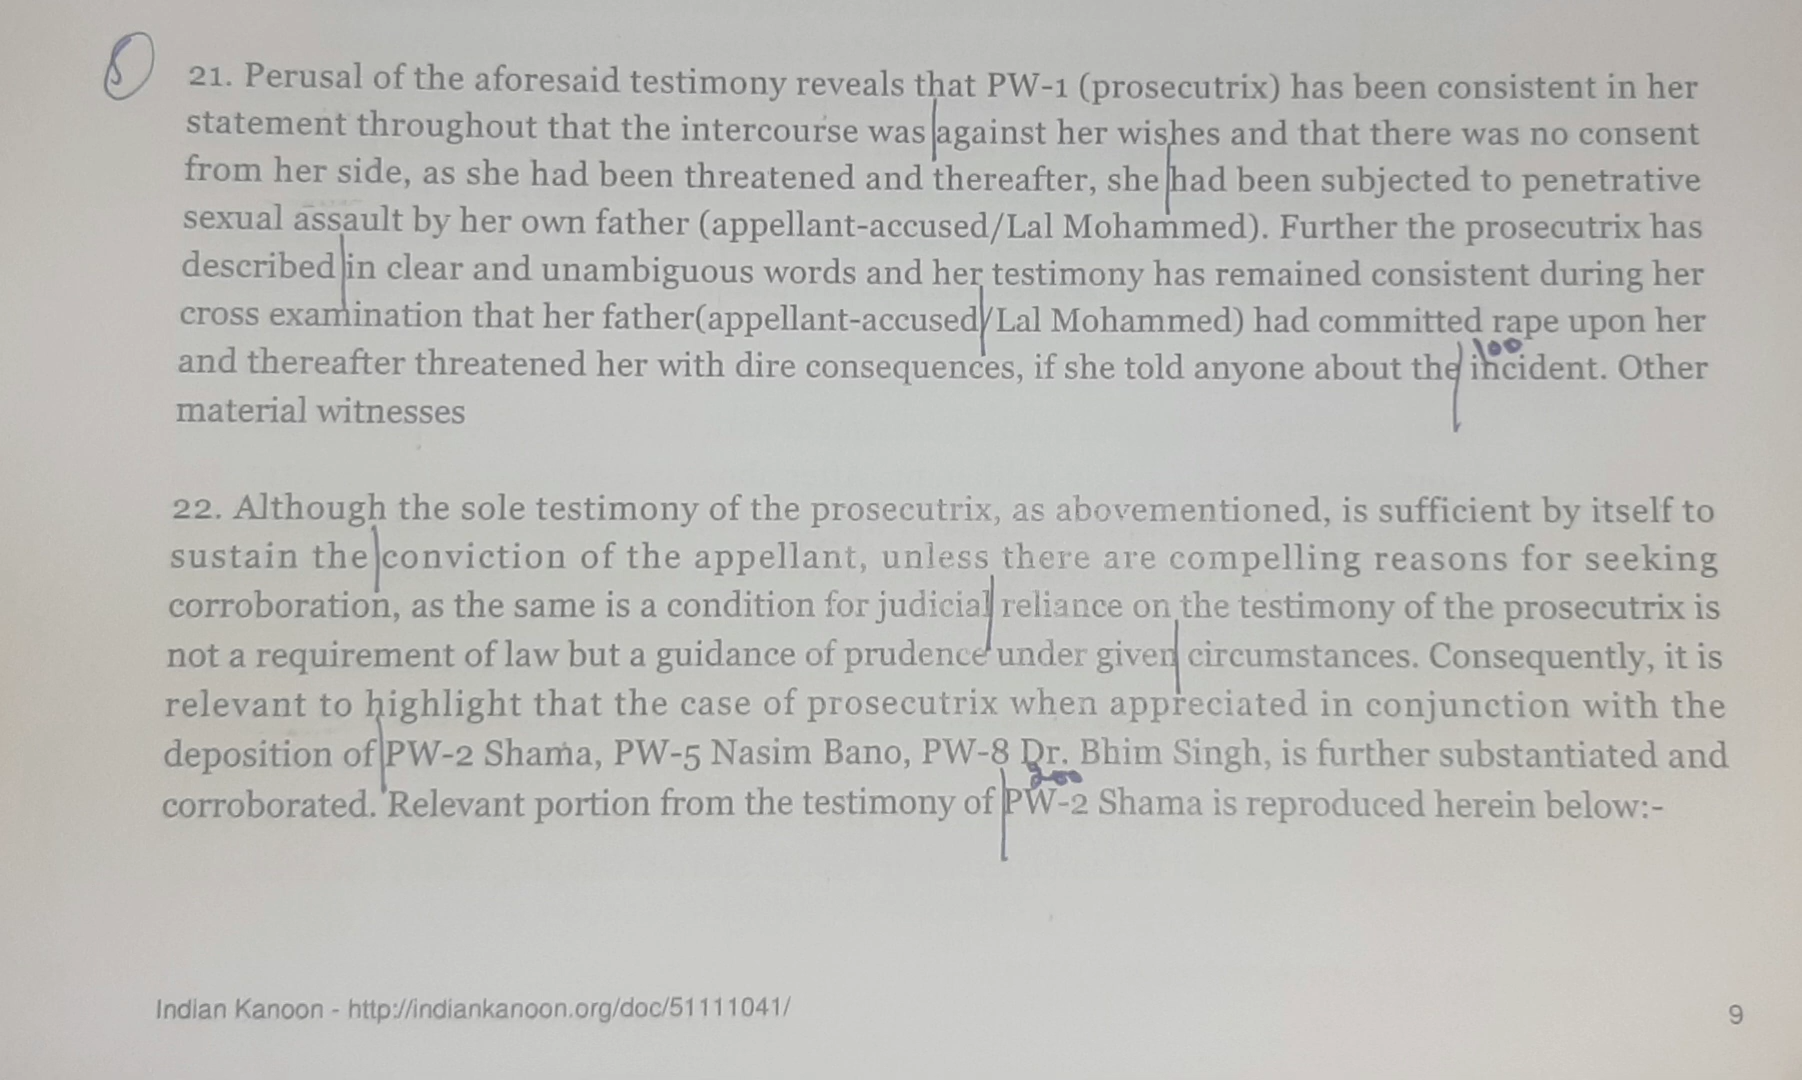 8
21. Perusal of the aforesaid testimony reveals that PW-1 (prosecutrix) has been consistent in her
statement throughout that the intercourse was against her wishes and that there was no consent
from her side, as she had been threatened and thereafter, she had been subjected to penetrative
sexual assault by her own father (appellant-accused/Lal Mohammed). Further the prosecutrix has
described in clear and unambiguous words and her testimony has remained consistent during her
cross examination that her father(appellant-accused/Lal Mohammed) had committed rape upon her
100
and thereafter threatened her with dire consequences, if she told anyone about the incident. Other
material witnesses
22. Although the sole testimony of the prosecutrix, as abovementioned, is sufficient by itself to
sustain the conviction of the appellant, unless there are compelling reasons for seeking
corroboration, as the same is a condition for judicial reliance on the testimony of the prosecutrix is
not a requirement of law but a guidance of prudence under given circumstances. Consequently, it is
relevant to highlight that the case of prosecutrix when appreciated in conjunction with the
deposition of PW-2 Shama, PW-5 Nasim Bano, PW-8 Dr. Bhim Singh, is further substantiated and
200
corroborated. Relevant portion from the testimony of PW-2 Shama is reproduced herein below:-
Indian Kanoon - http://indiankanoon.org/doc/51111041/
9